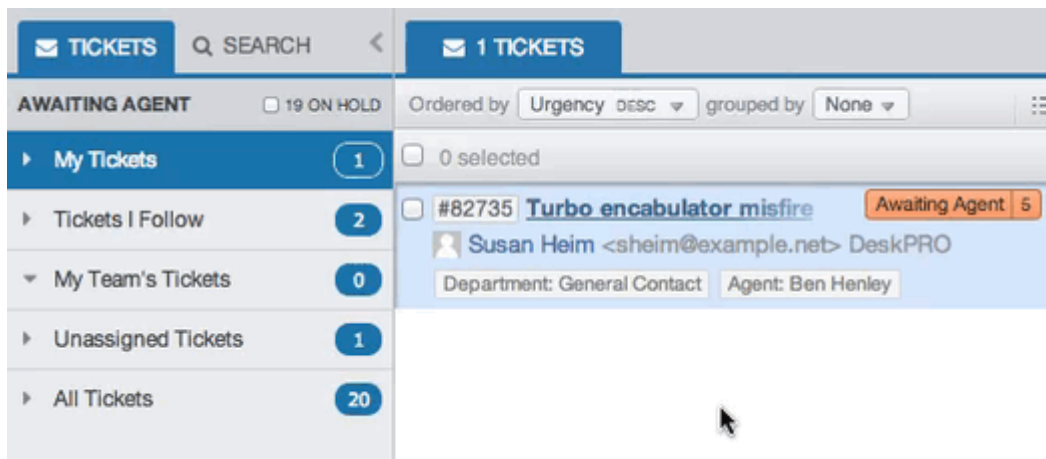 TICKETS
SEARCH
AWAITING AGENT
19 ON HOLD
My Tickets 1
Tickets I Follow 2
My Team's Tickets 0
Unassigned Tickets 1
All Tickets 20
1 TICKETS
Ordered by Urgency DESC grouped by None
0 selected
#82735 Turbo encabulator misfire Awaiting Agent 5
Susan Heim <sheim@example.net> DeskPRO
Department: General Contact Agent: Ben Henley